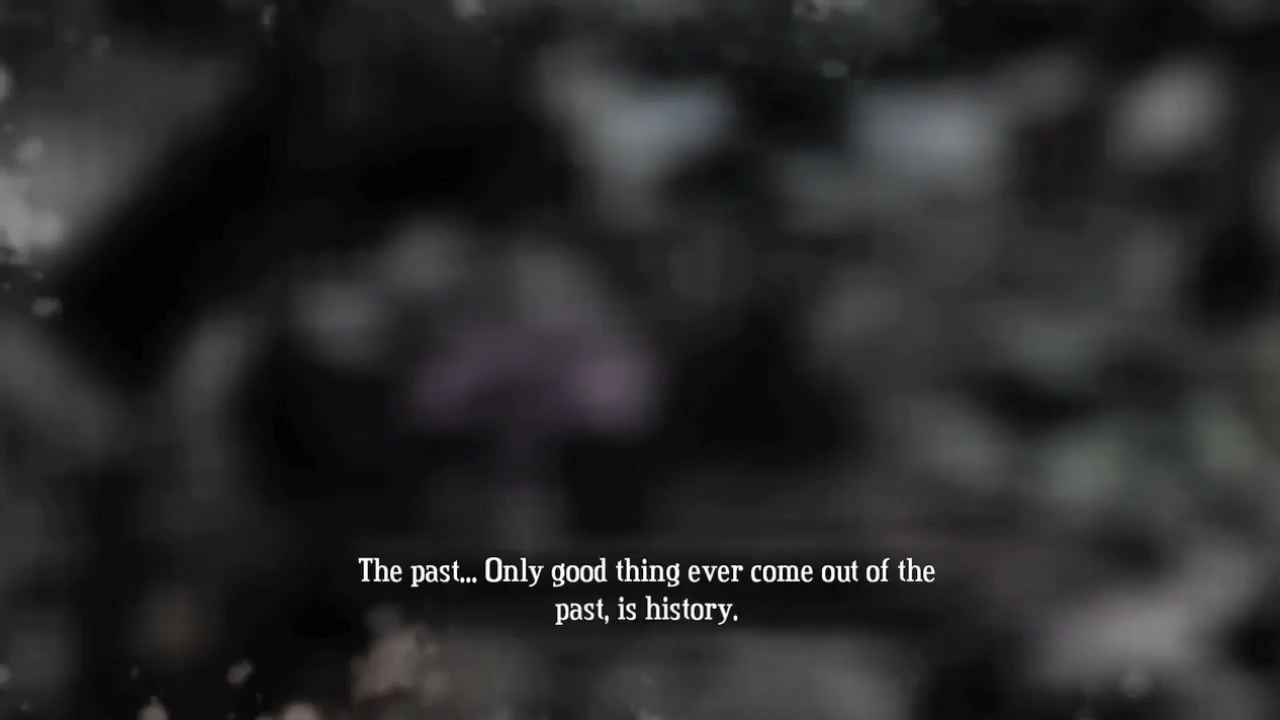 The past... Only good thing ever come out of the
past, is history.